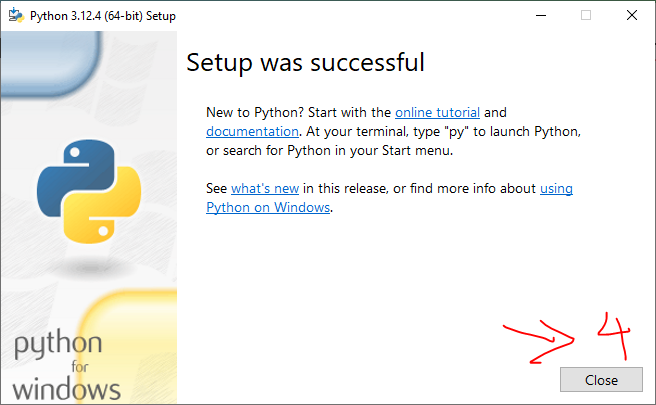 Python 3.12.4 (64-bit) Setup
Setup was successful
New to Python? Start with the online tutorial and
documentation. At your terminal, type "py" to launch Python,
or search for Python in your Start menu.
See what's new in this release, or find more info about using
Python on Windows.
4
python
for
windows
Close